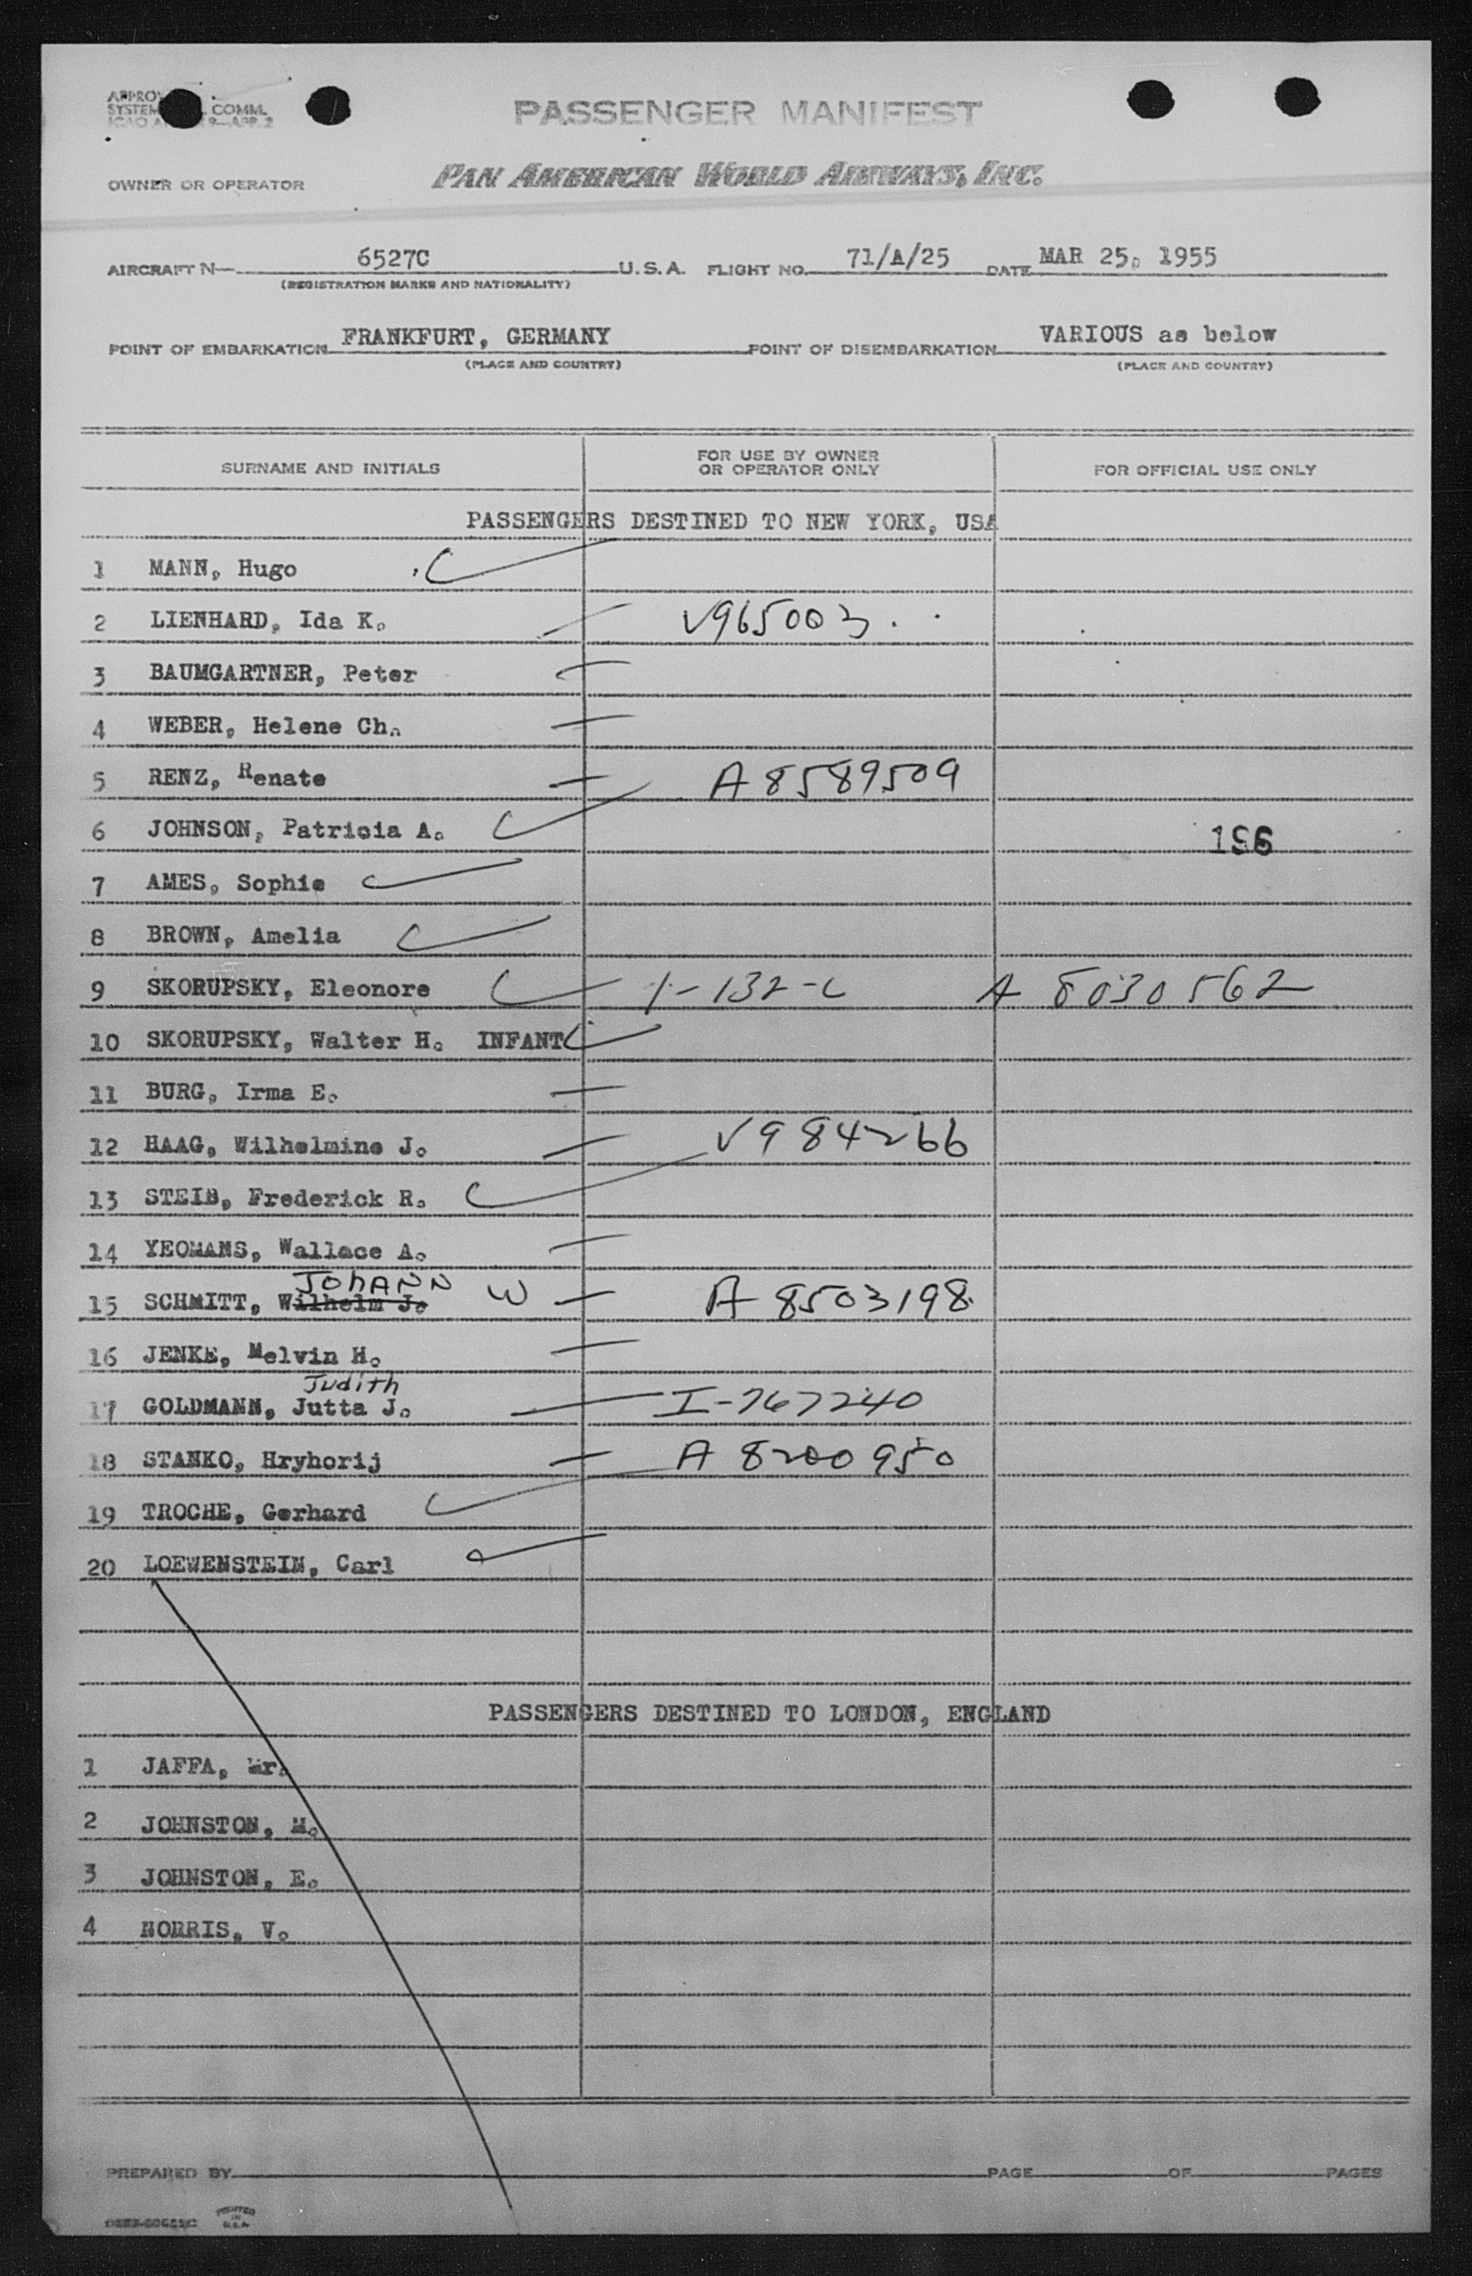 PASSENGER MANIFEST
OWNER OR OPERATOR PAN AMERICAN WORLD AIRWAYS, INC.
AIRCRAFT N— 6527C U.S.A. FLIGHT NO. 71/A/25 DATE MAR 25, 1955
(REGISTRATION MARKS AND NATIONALITY)
POINT OF EMBARKATION FRANKFURT, GERMANY POINT OF DISEMBARKATION VARIOUS as below
(PLACE AND COUNTRY) (PLACE AND COUNTRY)
SURNAME AND INITIALS FOR USE BY OWNER OR OPERATOR ONLY FOR OFFICIAL USE ONLY
PASSENGERS DESTINED TO NEW YORK, USA
1 MANN, Hugo
2 LIENHARD, Ida K. V965003
3 BAUMGARTNER, Peter
4 WEBER, Helene Ch.
5 RENZ, Renate A 8589509
6 JOHNSON, Patricia A. 196
7 AMES, Sophie
8 BROWN, Amelia
9 SKORUPSKY, Eleonore 1-132-C A 8030562
10 SKORUPSKY, Walter H. INFANT
11 BURG, Irma E.
12 HAAG, Wilhelmine J. V984266
13 STEIB, Frederick R.
14 YEOMANS, Wallace A.
JOHANN W
15 SCHMITT, Wilhelm J. A 8503198
16 JENKE, Melvin H.
Judith
17 GOLDMANN, Jutta J. I-767240
18 STANKO, Hryhorij A 8200950
19 TROCHE, Gerhard
20 LOEWENSTEIN, Carl
PASSENGERS DESTINED TO LONDON, ENGLAND
1 JAFFA, Mr.
2 JOHNSTON, M.
3 JOHNSTON, E.
4 NORRIS, V.
PREPARED BY PAGE OF PAGES
PRINTED IN U.S.A.